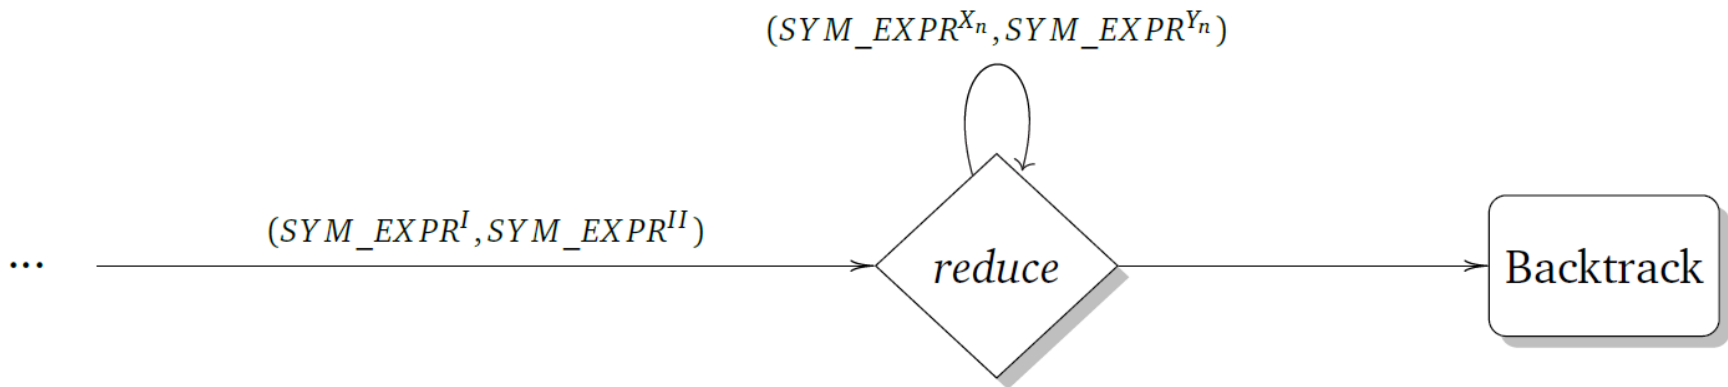 (SYM_EXPR^{X_n}, SYM_EXPR^{Y_n})
(SYM_EXPR^{I}, SYM_EXPR^{II})
... reduce Backtrack